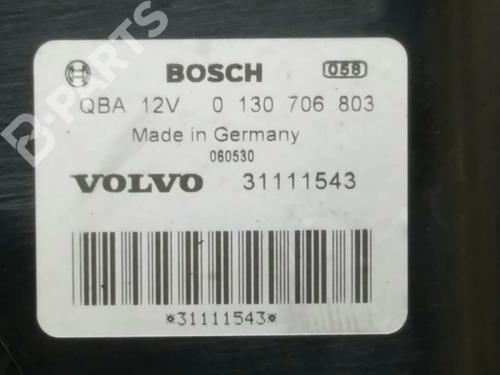 BOSCH 058
QBA 12V 0 130 706 803
Made in Germany
060530
VOLVO 31111543
*31111543*
B-PARTS